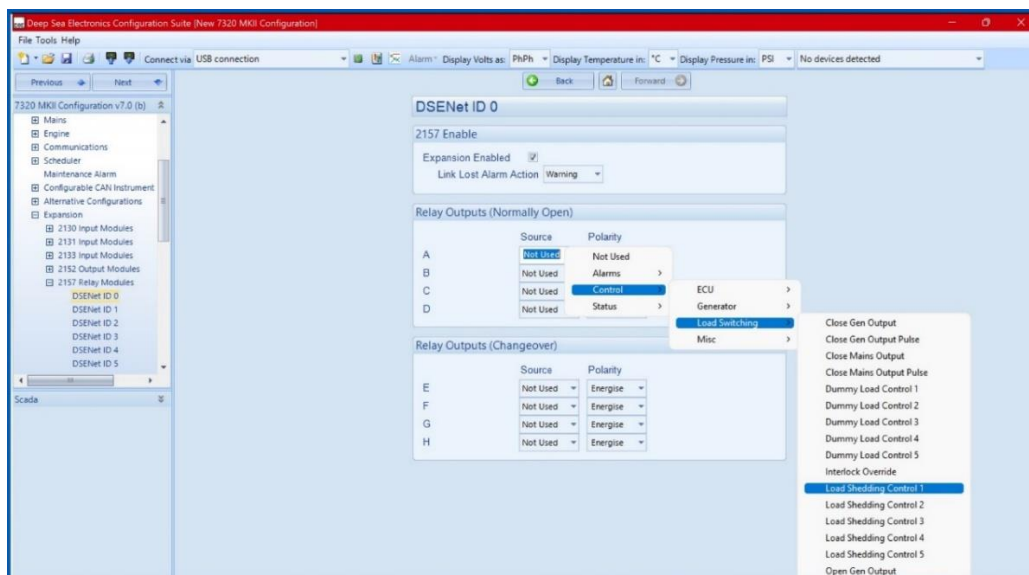 Deep Sea Electronics Configuration Suite [New 7320 MKII Configuration]
File Tools Help
Connect via USB connection Alarm Display Volts as: PhPh Display Temperature in: °C Display Pressure in: PSI No devices detected
Previous Next Back Forward
7320 MKII Configuration v7.0 (b)
Mains
Engine
Communications
Scheduler
Maintenance Alarm
Configurable CAN Instrument
Alternative Configurations
Expansion
2130 Input Modules
2131 Input Modules
2133 Input Modules
2152 Output Modules
2157 Relay Modules
DSENet ID 0
DSENet ID 1
DSENet ID 2
DSENet ID 3
DSENet ID 4
DSENet ID 5
Scada
DSENet ID 0
2157 Enable
Expansion Enabled
Link Lost Alarm Action Warning
Relay Outputs (Normally Open)
Source Polarity
A Not Used
B Not Used
C Not Used
D Not Used
Not Used
Alarms
Control
Status
ECU
Generator
Load Switching
Misc
Close Gen Output
Close Gen Output Pulse
Close Mains Output
Close Mains Output Pulse
Dummy Load Control 1
Dummy Load Control 2
Dummy Load Control 3
Dummy Load Control 4
Dummy Load Control 5
Interlock Override
Load Shedding Control 1
Load Shedding Control 2
Load Shedding Control 3
Load Shedding Control 4
Load Shedding Control 5
Open Gen Output
Relay Outputs (Changeover)
Source Polarity
E Not Used Energise
F Not Used Energise
G Not Used Energise
H Not Used Energise